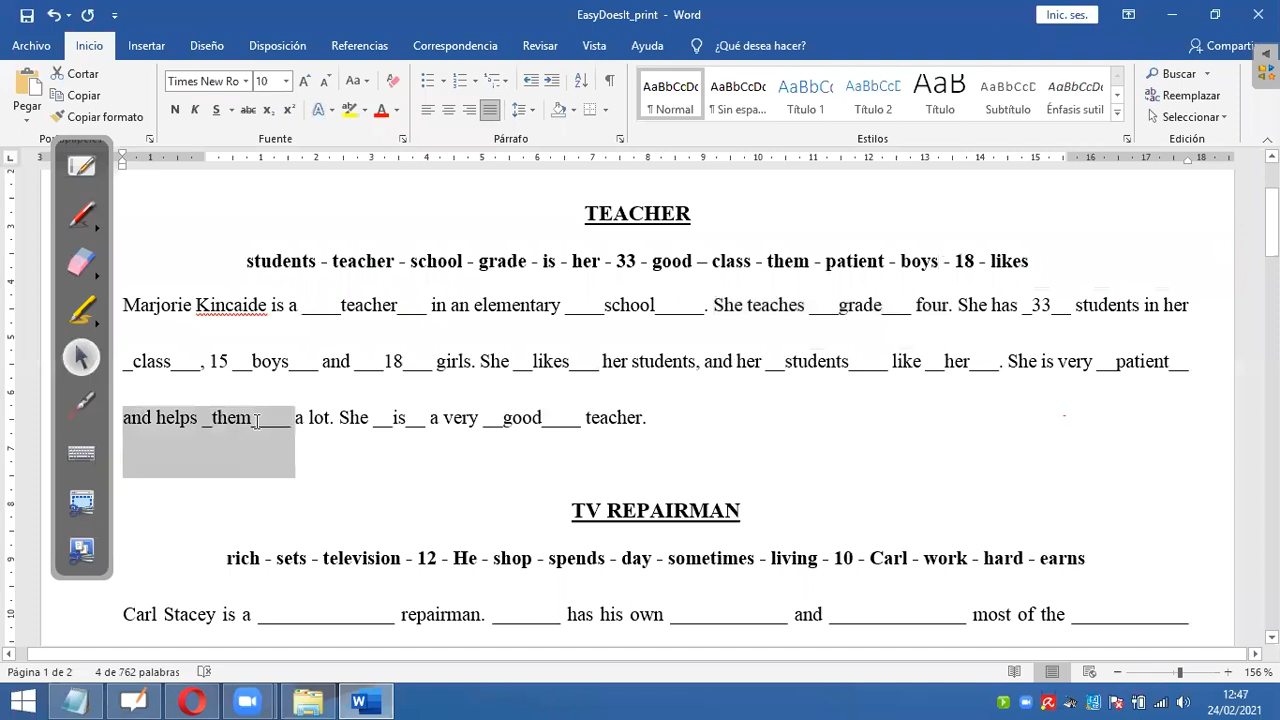 EasyDoesIt_print - Word
Inic. ses.
Archivo Inicio Insertar Diseño Disposición Referencias Correspondencia Revisar Vista Ayuda ¿Qué desea hacer?
Pegar
Cortar
Copiar
Copiar formato
Times New Ro 10
Fuente
Párrafo
AaBbCcDc
¶ Normal
AaBbCcDc
¶ Sin espa...
AaBbCc
Título 1
AaBbCcD
Título 2
AaB
Título
AaBbCcD
Subtítulo
AaBbCcD
Énfasis sutil
Estilos
Buscar
Reemplazar
Seleccionar
Edición
TEACHER
students - teacher - school - grade - is - her - 33 - good – class - them - patient - boys - 18 - likes
Marjorie Kincaide is a ____teacher___ in an elementary ____school_____. She teaches ___grade___ four. She has _33__ students in her
_class___, 15 __boys___ and ___18___ girls. She __likes___ her students, and her __students____ like __her___. She is very __patient__
and helps _them____ a lot. She __is__ a very __good____ teacher.
TV REPAIRMAN
rich - sets - television - 12 - He - shop - spends - day - sometimes - living - 10 - Carl - work - hard - earns
Carl Stacey is a ______________ repairman. _______ has his own ____________ and ______________ most of the ____________
Página 1 de 2 4 de 762 palabras
156 %
12:47
24/02/2021